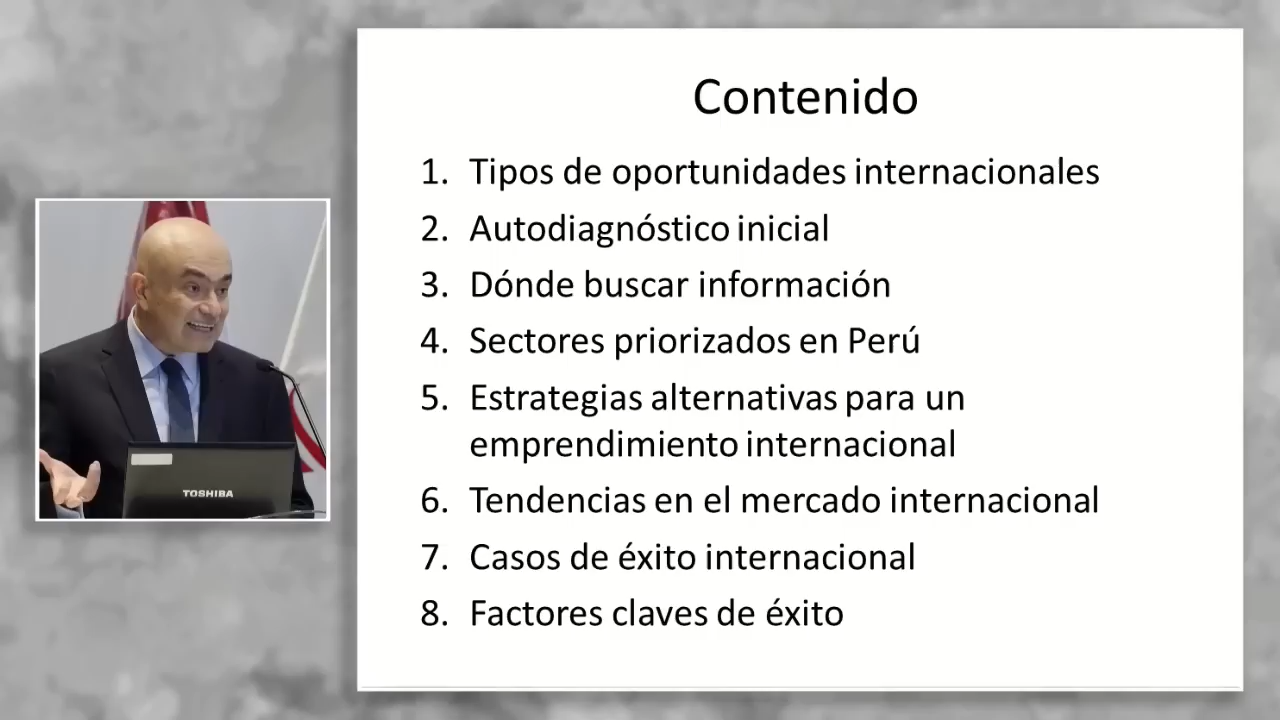 Contenido
1. Tipos de oportunidades internacionales
2. Autodiagnóstico inicial
3. Dónde buscar información
4. Sectores priorizados en Perú
5. Estrategias alternativas para un
emprendimiento internacional
6. Tendencias en el mercado internacional
7. Casos de éxito internacional
8. Factores claves de éxito
TOSHIBA